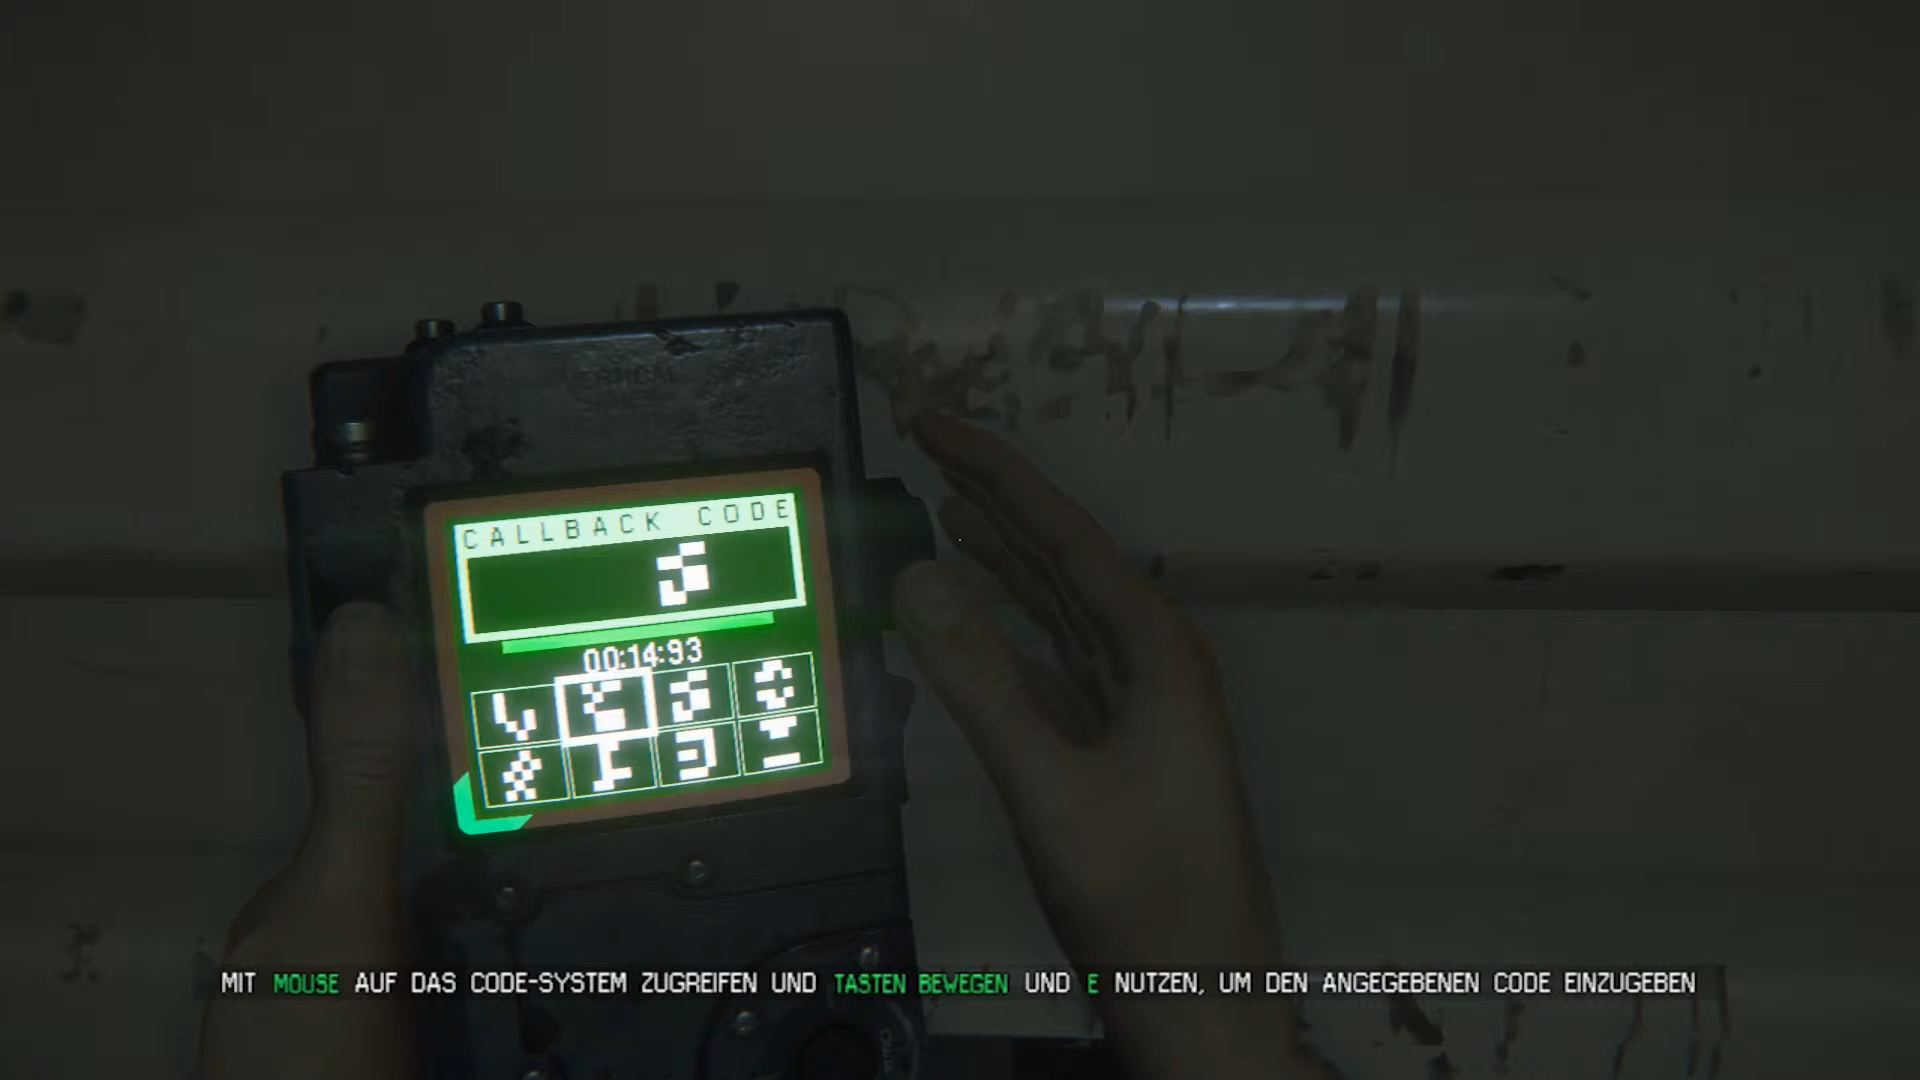 CALLBACK CODE
00:14:93
MIT MOUSE AUF DAS CODE-SYSTEM ZUGREIFEN UND TASTEN BEWEGEN UND E NUTZEN, UM DEN ANGEGEBENEN CODE EINZUGEBEN